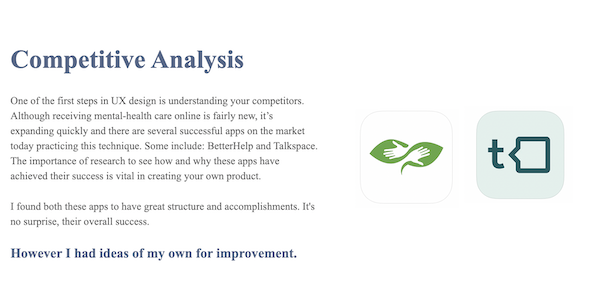 Competitive Analysis
One of the first steps in UX design is understanding your competitors.
Although receiving mental-health care online is fairly new, it's
expanding quickly and there are several successful apps on the market
today practicing this technique. Some include: BetterHelp and Talkspace.
The importance of research to see how and why these apps have
achieved their success is vital in creating your own product.
I found both these apps to have great structure and accomplishments. It's
no surprise, their overall success.
However I had ideas of my own for improvement.
t